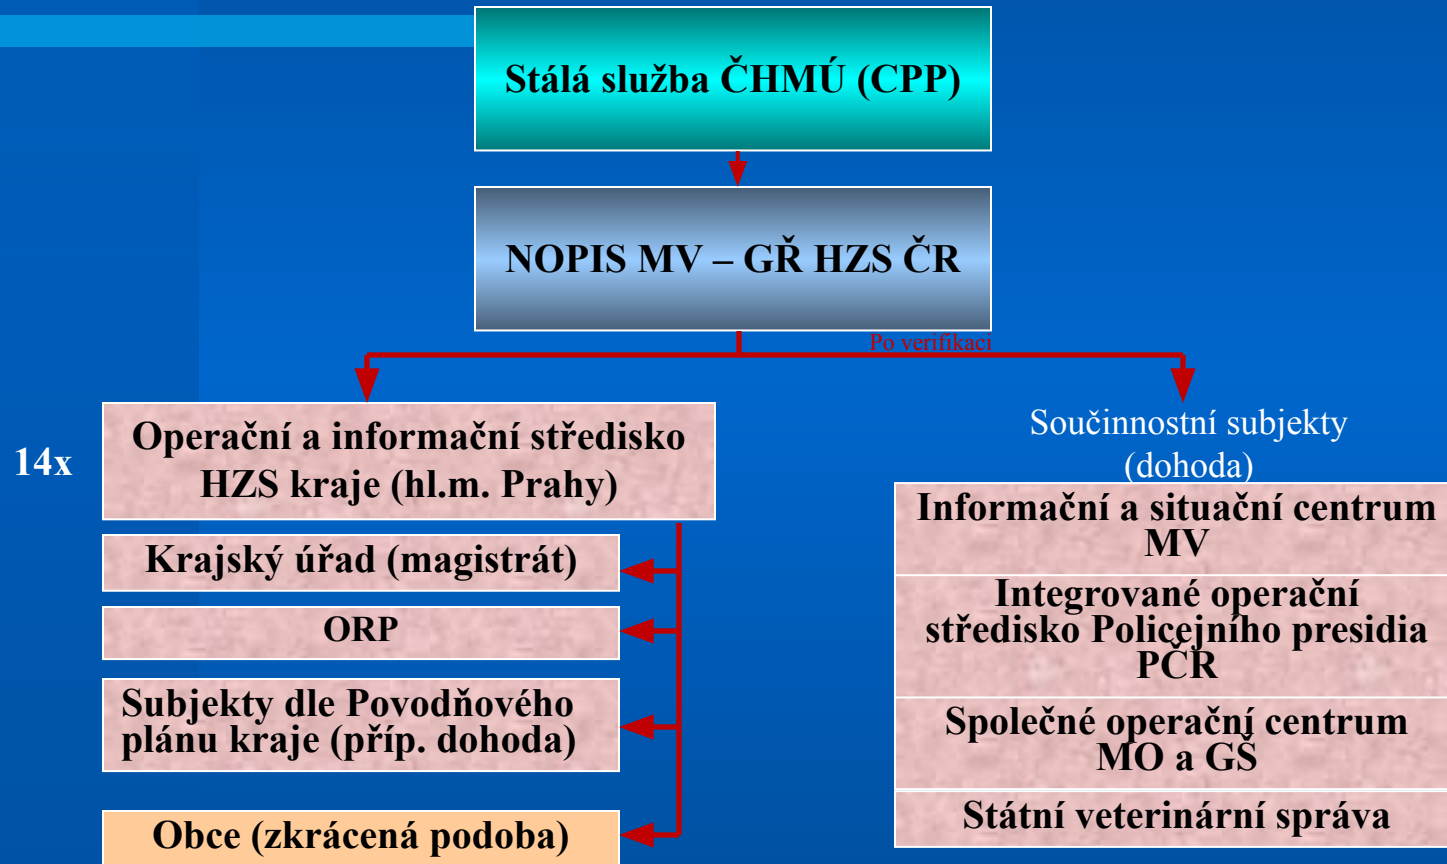 Stálá služba ČHMÚ (CPP)
NOPIS MV – GŘ HZS ČR
Po verifikaci
14x
Operační a informační středisko
HZS kraje (hl.m. Prahy)
Krajský úřad (magistrát)
ORP
Subjekty dle Povodňového
plánu kraje (příp. dohoda)
Obce (zkrácená podoba)
Součinnostní subjekty
(dohoda)
Informační a situační centrum
MV
Integrované operační
středisko Policejního presidia
PČR
Společné operační centrum
MO a GŠ
Státní veterinární správa